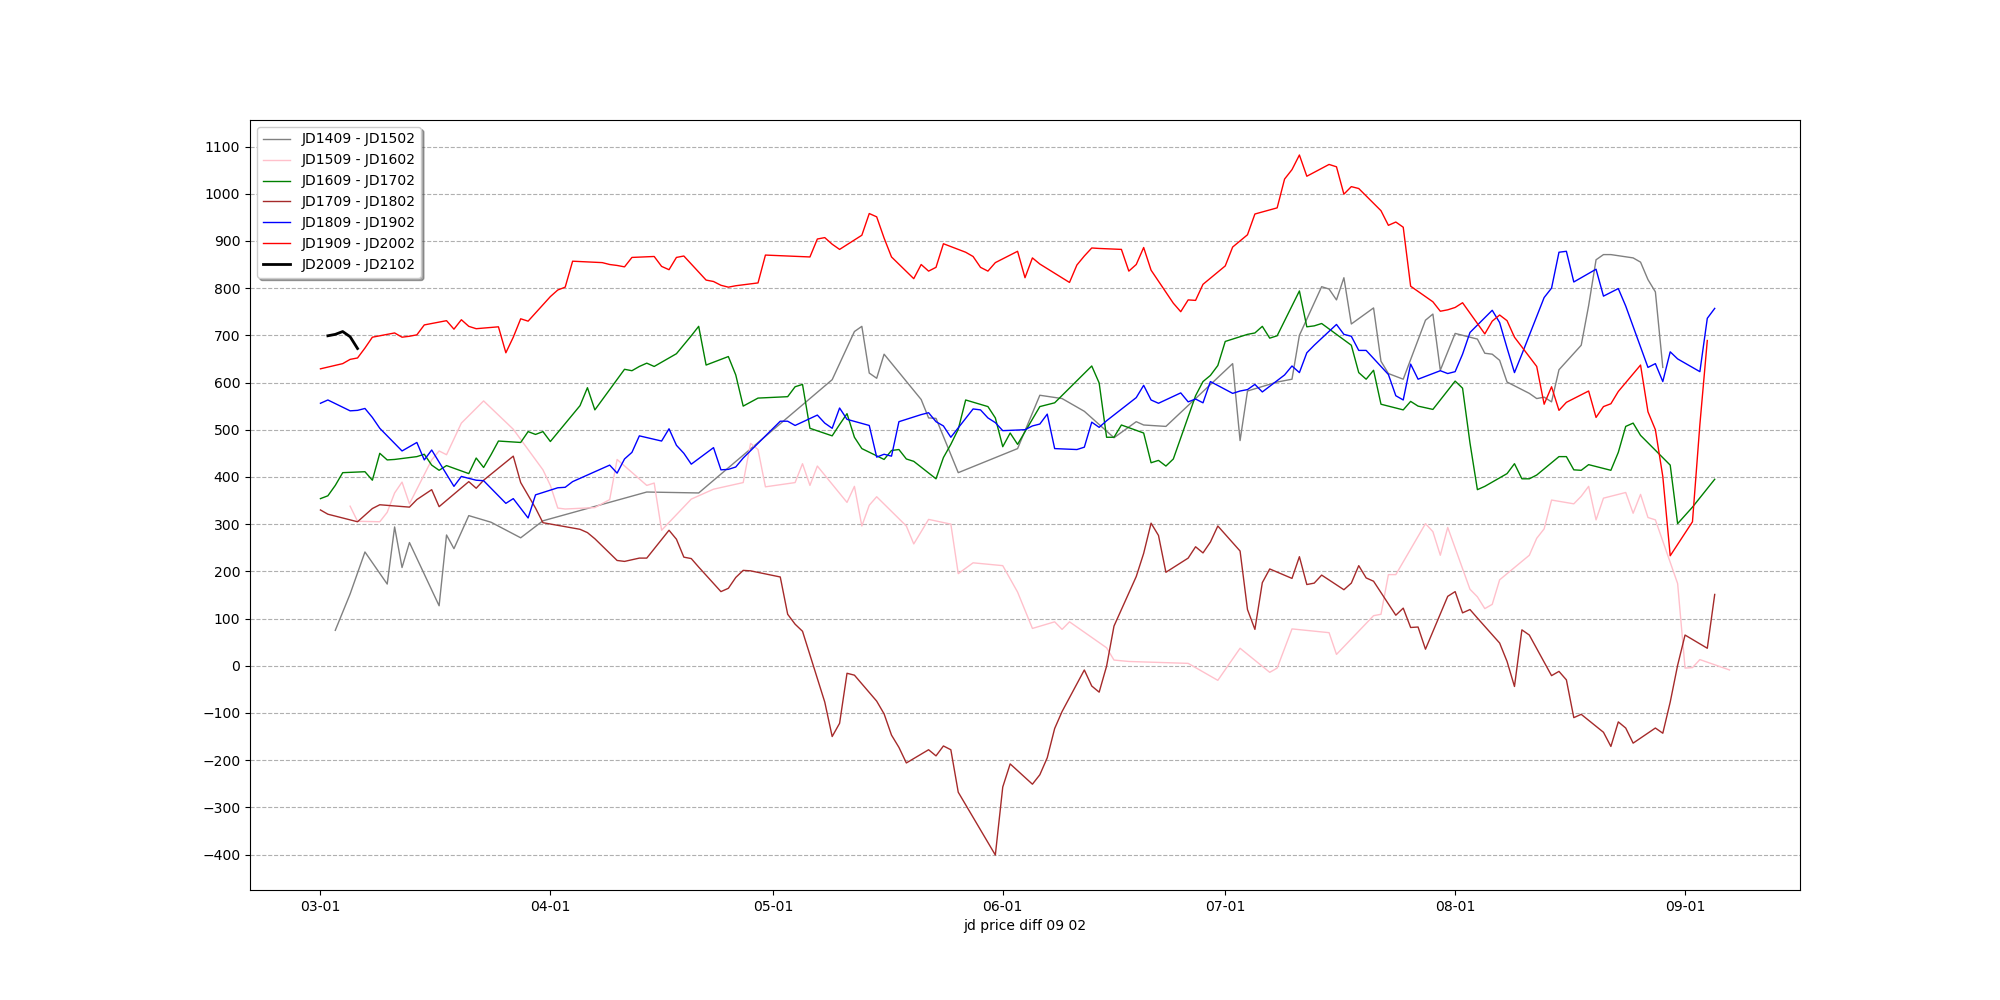 JD1409 - JD1502
JD1509 - JD1602
JD1609 - JD1702
JD1709 - JD1802
JD1809 - JD1902
JD1909 - JD2002
JD2009 - JD2102
1100
1000
900
800
700
600
500
400
300
200
100
0
−100
−200
−300
−400
03-01 04-01 05-01 06-01 07-01 08-01 09-01
jd price diff 09 02